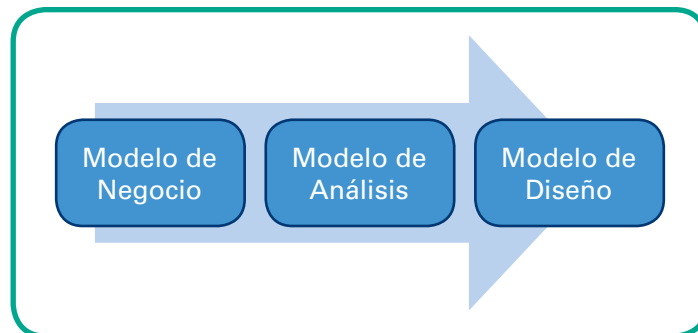 Modelo de
Negocio
Modelo de
Análisis
Modelo de
Diseño